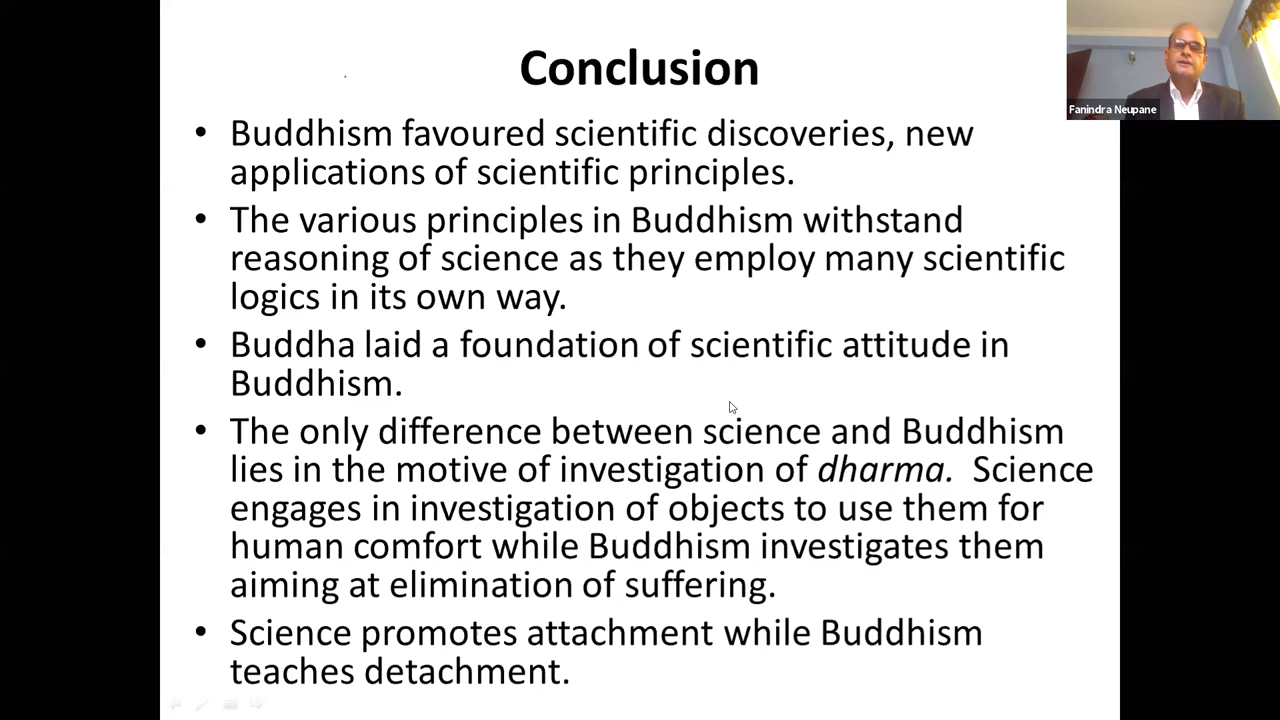 Conclusion
Fanindra Neupane
• Buddhism favoured scientific discoveries, new
applications of scientific principles.
• The various principles in Buddhism withstand
reasoning of science as they employ many scientific
logics in its own way.
• Buddha laid a foundation of scientific attitude in
Buddhism.
• The only difference between science and Buddhism
lies in the motive of investigation of dharma. Science
engages in investigation of objects to use them for
human comfort while Buddhism investigates them
aiming at elimination of suffering.
• Science promotes attachment while Buddhism
teaches detachment.